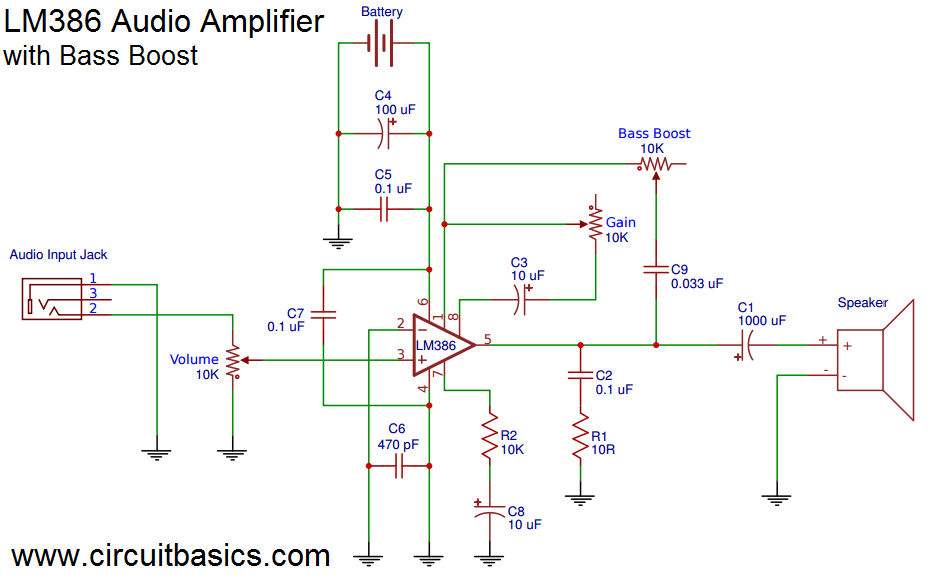 LM386 Audio Amplifier
with Bass Boost
Battery
C4
100 uF
+
C5
0.1 uF
Bass Boost
10K
Gain
10K
Audio Input Jack
1
3
2
C3
10 uF
+
C9
0.033 uF
C7
0.1 uF
6
1
8
2
-
LM386
5
3
+
7
4
Volume
10K
C1
1000 uF
+
Speaker
+
+
-
-
C2
0.1 uF
C6
470 pF
R2
10K
R1
10R
+
C8
10 uF
www.circuitbasics.com